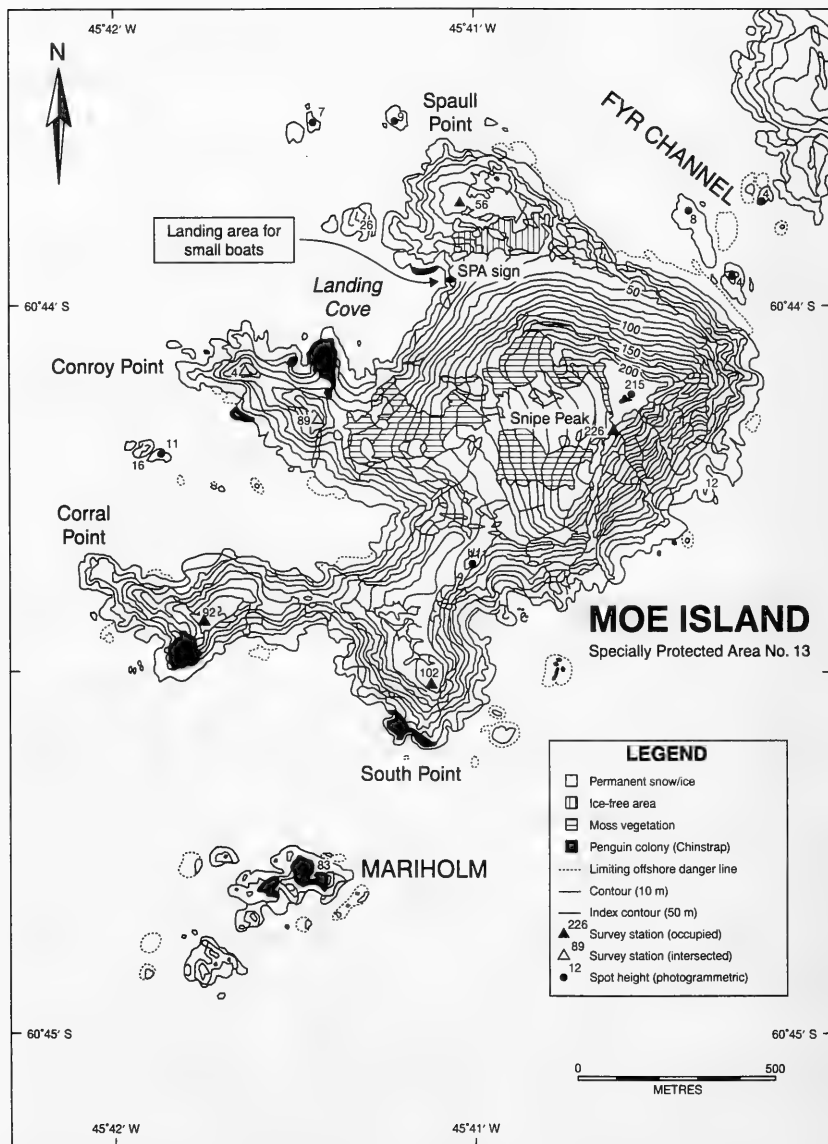 45°42' W
45°41' W
N
7
9
Spaull
Point
FYR CHANNEL
4
8
56
26
Landing area for
small boats
SPA sign
4
Landing
Cove
60°44' S
50
100
150
200
215
Conroy Point
89
Snipe Peak
226
11
16
12
Corral
Point
92
MOE ISLAND
Specially Protected Area No. 13
102
South Point
LEGEND
Permanent snow/ice
Ice-free area
Moss vegetation
Penguin colony (Chinstrap)
Limiting offshore danger line
Contour (10 m)
Index contour (50 m)
226 Survey station (occupied)
89 Survey station (intersected)
12 Spot height (photogrammetric)
83
MARIHOLM
60°45' S
0 500
METRES
45°42' W
45°41' W